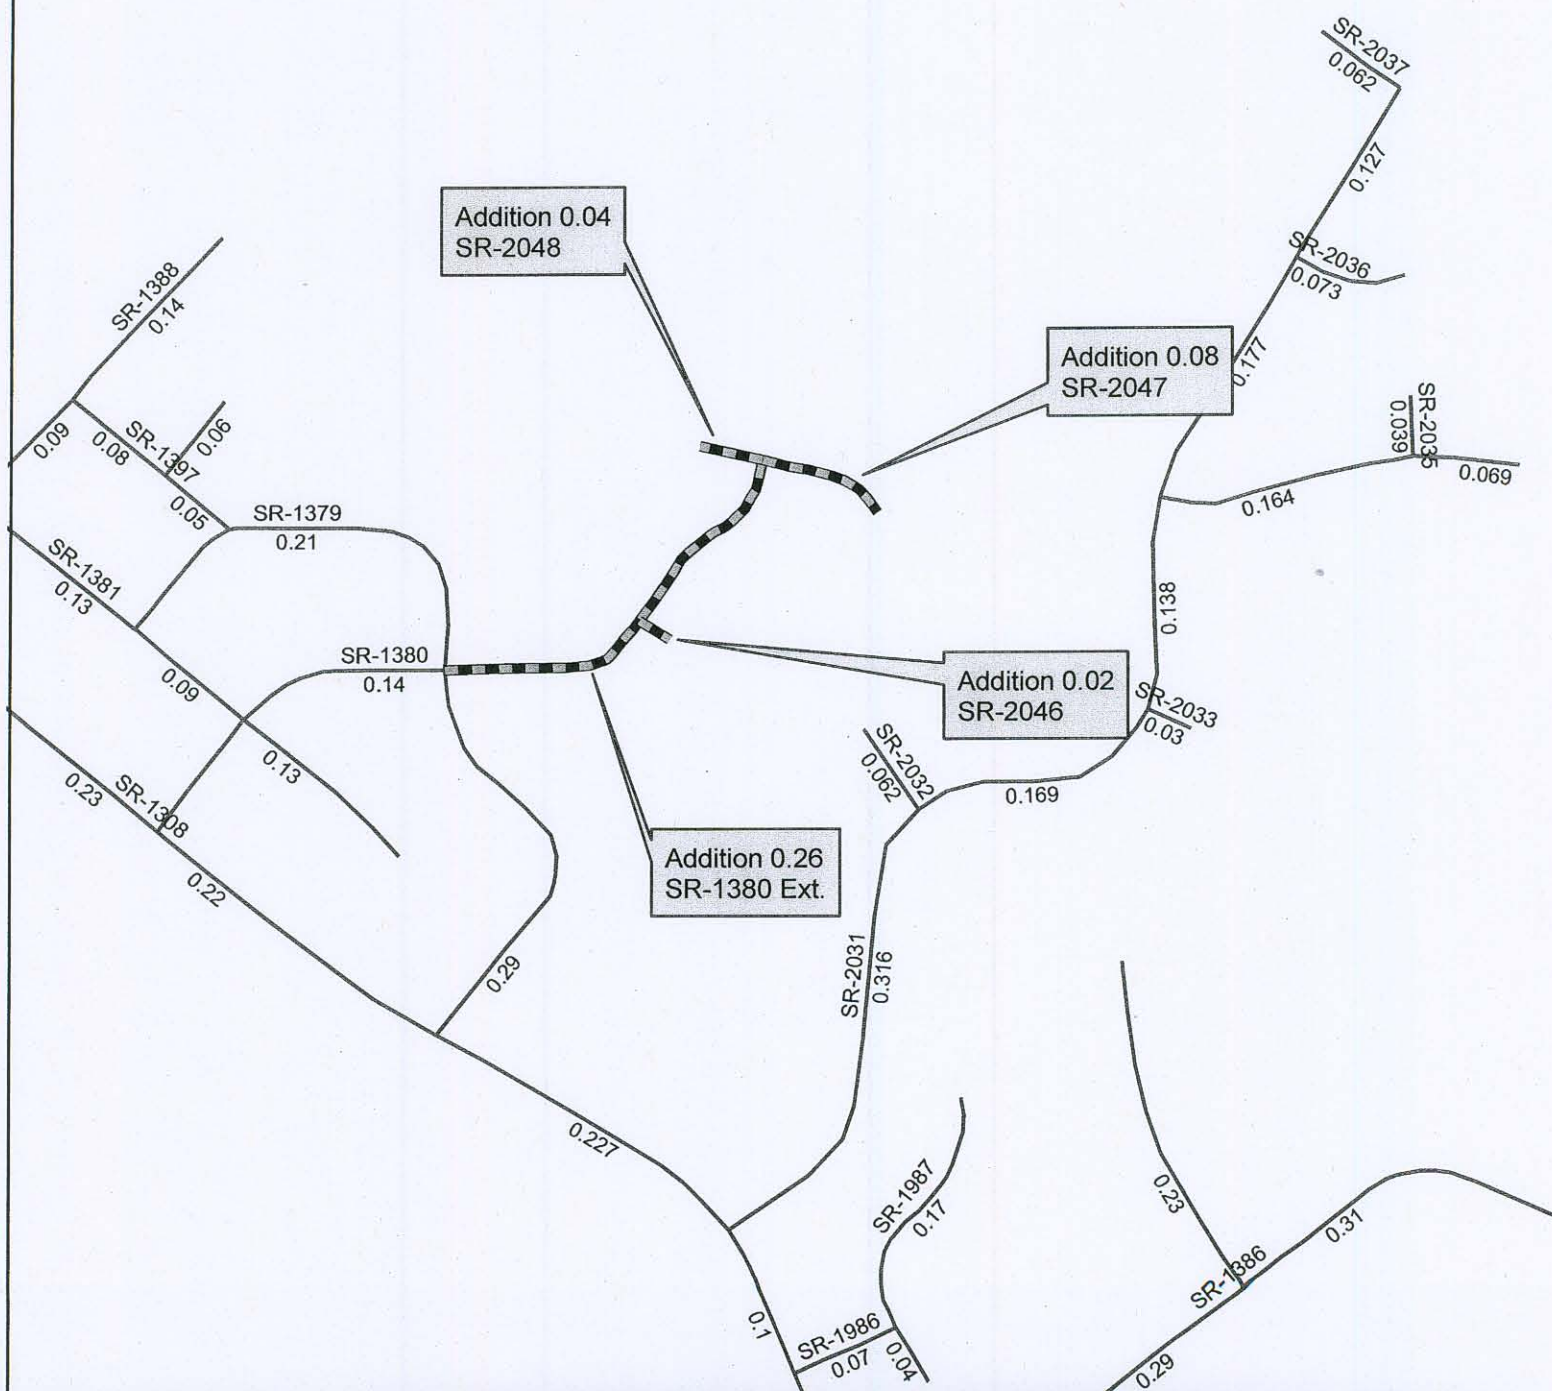 SR-2037
0.062
0.127
Addition 0.04
SR-2048
SR-2036
0.073
SR-1388
0.14
Addition 0.08
SR-2047
0.177
SR-2035
0.039
0.069
0.164
0.09
0.08
SR-1397
0.06
0.05
SR-1379
0.21
SR-1381
0.13
0.138
SR-1380
0.14
0.09
Addition 0.02
SR-2046
SR-2033
0.03
SR-2032
0.062
0.169
0.13
0.23
SR-1308
0.22
Addition 0.26
SR-1380 Ext.
0.29
SR-2031
0.316
0.227
SR-1987
0.17
0.23
0.31
SR-1386
0.1
SR-1986
0.07
0.04
0.29